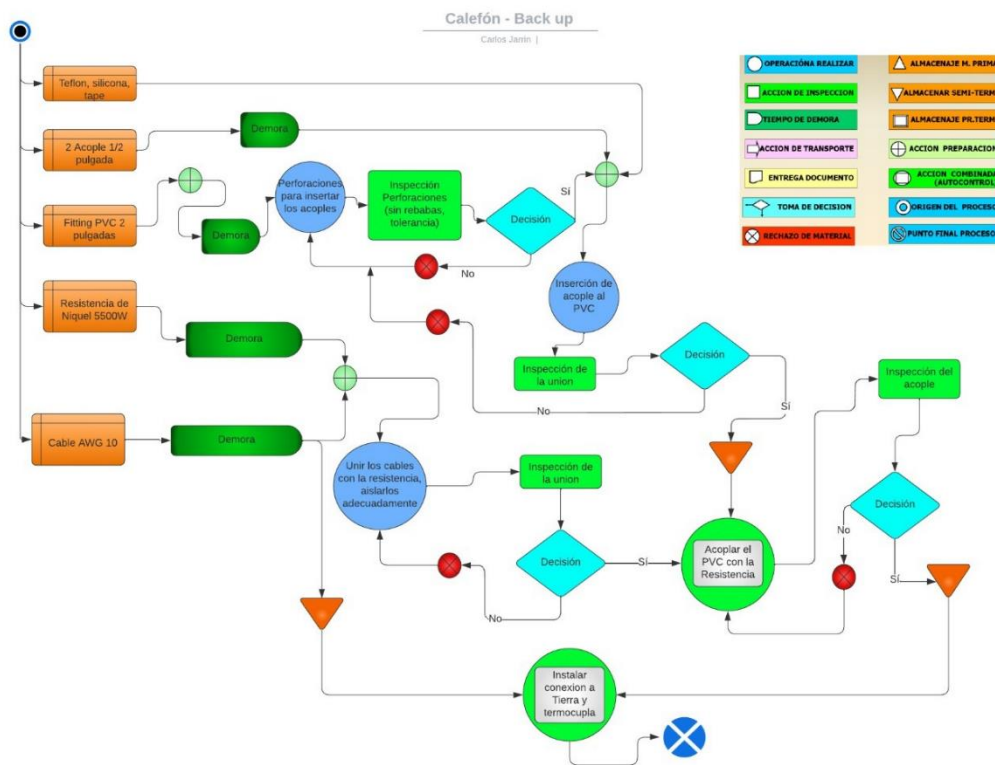 Calefón - Back up
Carlos Jarrin |
Teflon, silicona,
tape
2 Acople 1/2
pulgada
Demora
Fitting PVC 2
pulgadas
Demora
Perforaciones
para insertar
los acoples
Inspección
Perforaciones
(sin rebabas,
tolerancia)
Decisión
Sí
No
Resistencia de
Niquel 5500W
Demora
Cable AWG 10
Demora
Inserción de
acople al
PVC
Inspección de
la union
Decisión
No
Sí
Unir los cables
con la resistencia,
aislarlos
adecuadamente
Inspección de
la union
Decisión
No
Sí
Acoplar el
PVC con la
Resistencia
Inspección del
acople
Decisión
No
Sí
Instalar
conexion a
Tierra y
termocupla
OPERACIÓNA REALIZAR
ACCION DE INSPECCION
TIEMPO DE DEMORA
ACCION DE TRANSPORTE
ENTREGA DOCUMENTO
TOMA DE DECISION
RECHAZO DE MATERIAL
ALMACENAJE M. PRIMA
ALMACENAR SEMI-TERM
ALMACENAJE PR.TERM
ACCION PREPARACION
ACCION COMBINADA
(AUTOCONTROL)
ORIGEN DEL PROCESO
PUNTO FINAL PROCESO